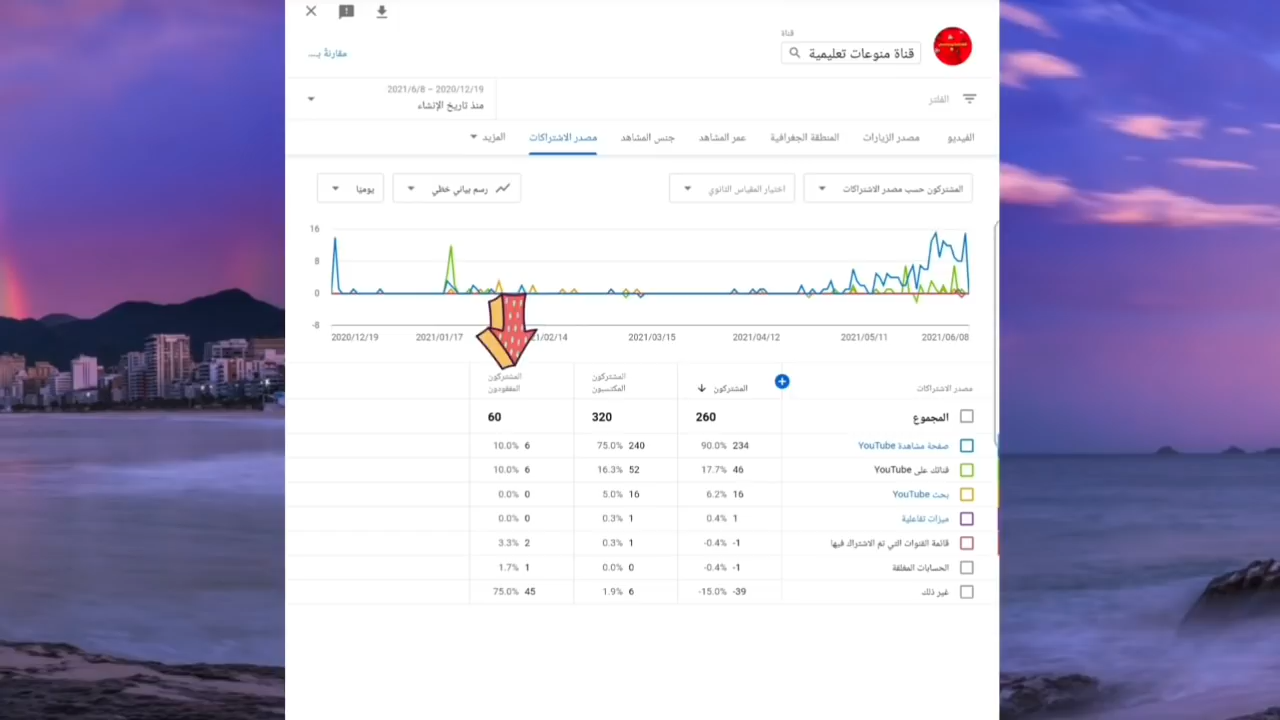 قناة
قناة منوعات تعليمية
مقارنةً بـ...
الفلتر
2020/12/19 – 2021/6/8
منذ تاريخ الإنشاء
الفيديو
مصدر الزيارات
المنطقة الجغرافية
عمر المشاهد
جنس المشاهد
مصدر الاشتراكات
المزيد
المشتركون حسب مصدر الاشتراكات
اختيار المقياس الثانوي
رسم بياني خطّي
يوميًا
16
8
0
-8
2020/12/19
2021/01/17
21/02/14
2021/03/15
2021/04/12
2021/05/11
2021/06/08
مصدر الاشتراكات
المشتركون
المشتركون
المكتسبون
المشتركون
المفقودون
المجموع 260 320 60
صفحة مشاهدة YouTube 234 90.0% 240 75.0% 6 10.0%
قناتك على YouTube 46 17.7% 52 16.3% 6 10.0%
بحث YouTube 16 6.2% 16 5.0% 0 0.0%
ميزات تفاعلية 1 0.4% 1 0.3% 0 0.0%
قائمة القنوات التي تم الاشتراك فيها -1 -0.4% 1 0.3% 2 3.3%
الحسابات المغلقة -1 -0.4% 0 0.0% 1 1.7%
غير ذلك -39 -15.0% 6 1.9% 45 75.0%